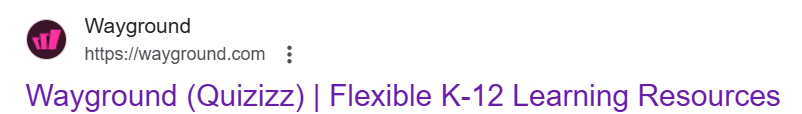 Wayground
https://wayground.com
Wayground (Quizizz) | Flexible K-12 Learning Resources